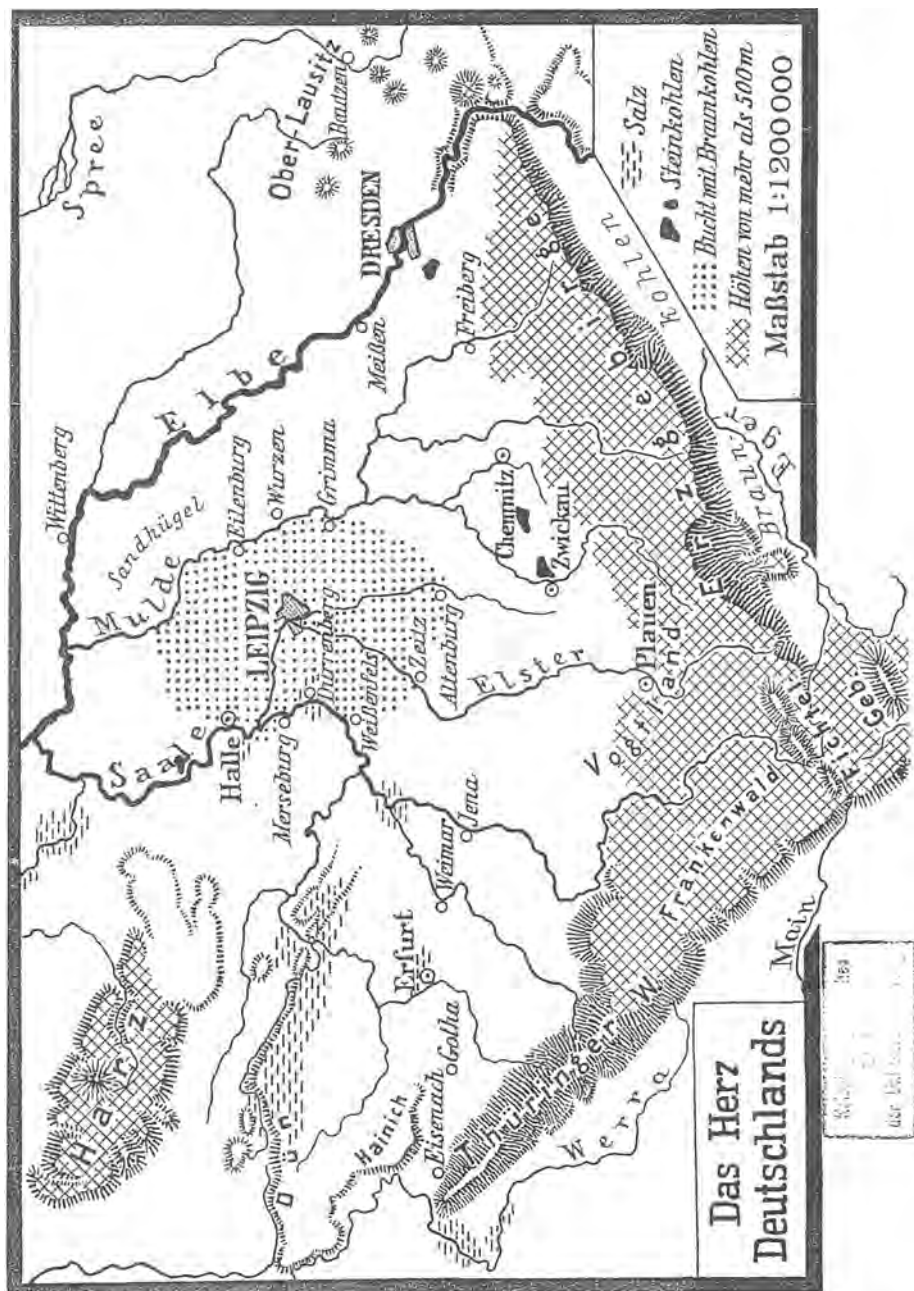 Das Herz
Deutschlands
Harz
Dün
Hainich
Eisenach
Gotha
Erfurt
Weimar
Jena
Thüringer W.
Werra
Frankenwald
Main
Fichtel-
Geb
Saale
Halle
Merseburg
Dürrenberg
Weißenfels
Zeitz
Altenburg
LEIPZIG
Elster
Vogtland
Plauen
Mulde
Sandhügel
Eilenburg
Wurzen
Grimma
Wittenberg
Elbe
Meißen
DRESDEN
Freiberg
Chemnitz
Zwickau
Erzgebirge
Braunkohlen
Eger
Spree
Ober-Lausitz
Bautzen
Salz
Steinkohlen
Bucht mit Braunkohlen
Höhen von mehr als 500m
Maßstab 1:1200000